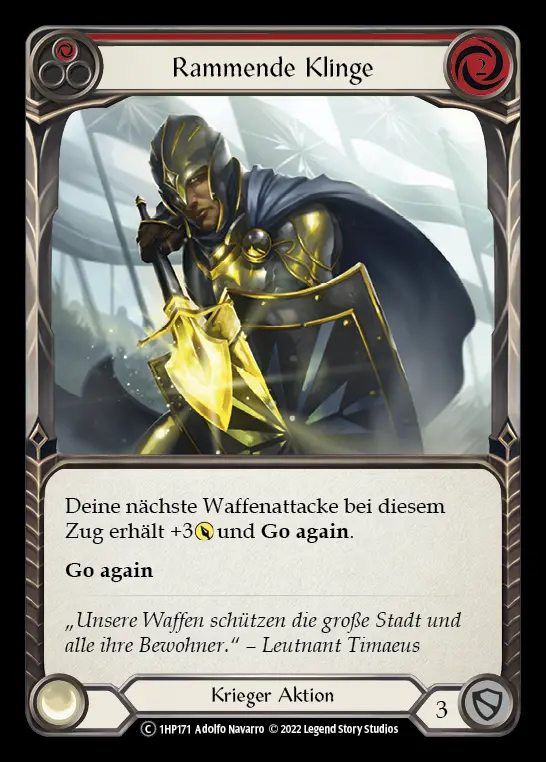 Rammende Klinge
2
Deine nächste Waffenattacke bei diesem
Zug erhält +3 und Go again.
Go again
„Unsere Waffen schützen die große Stadt und
alle ihre Bewohner.“ – Leutnant Timaeus
Krieger Aktion
3
C 1HP171 Adolfo Navarro © 2022 Legend Story Studios